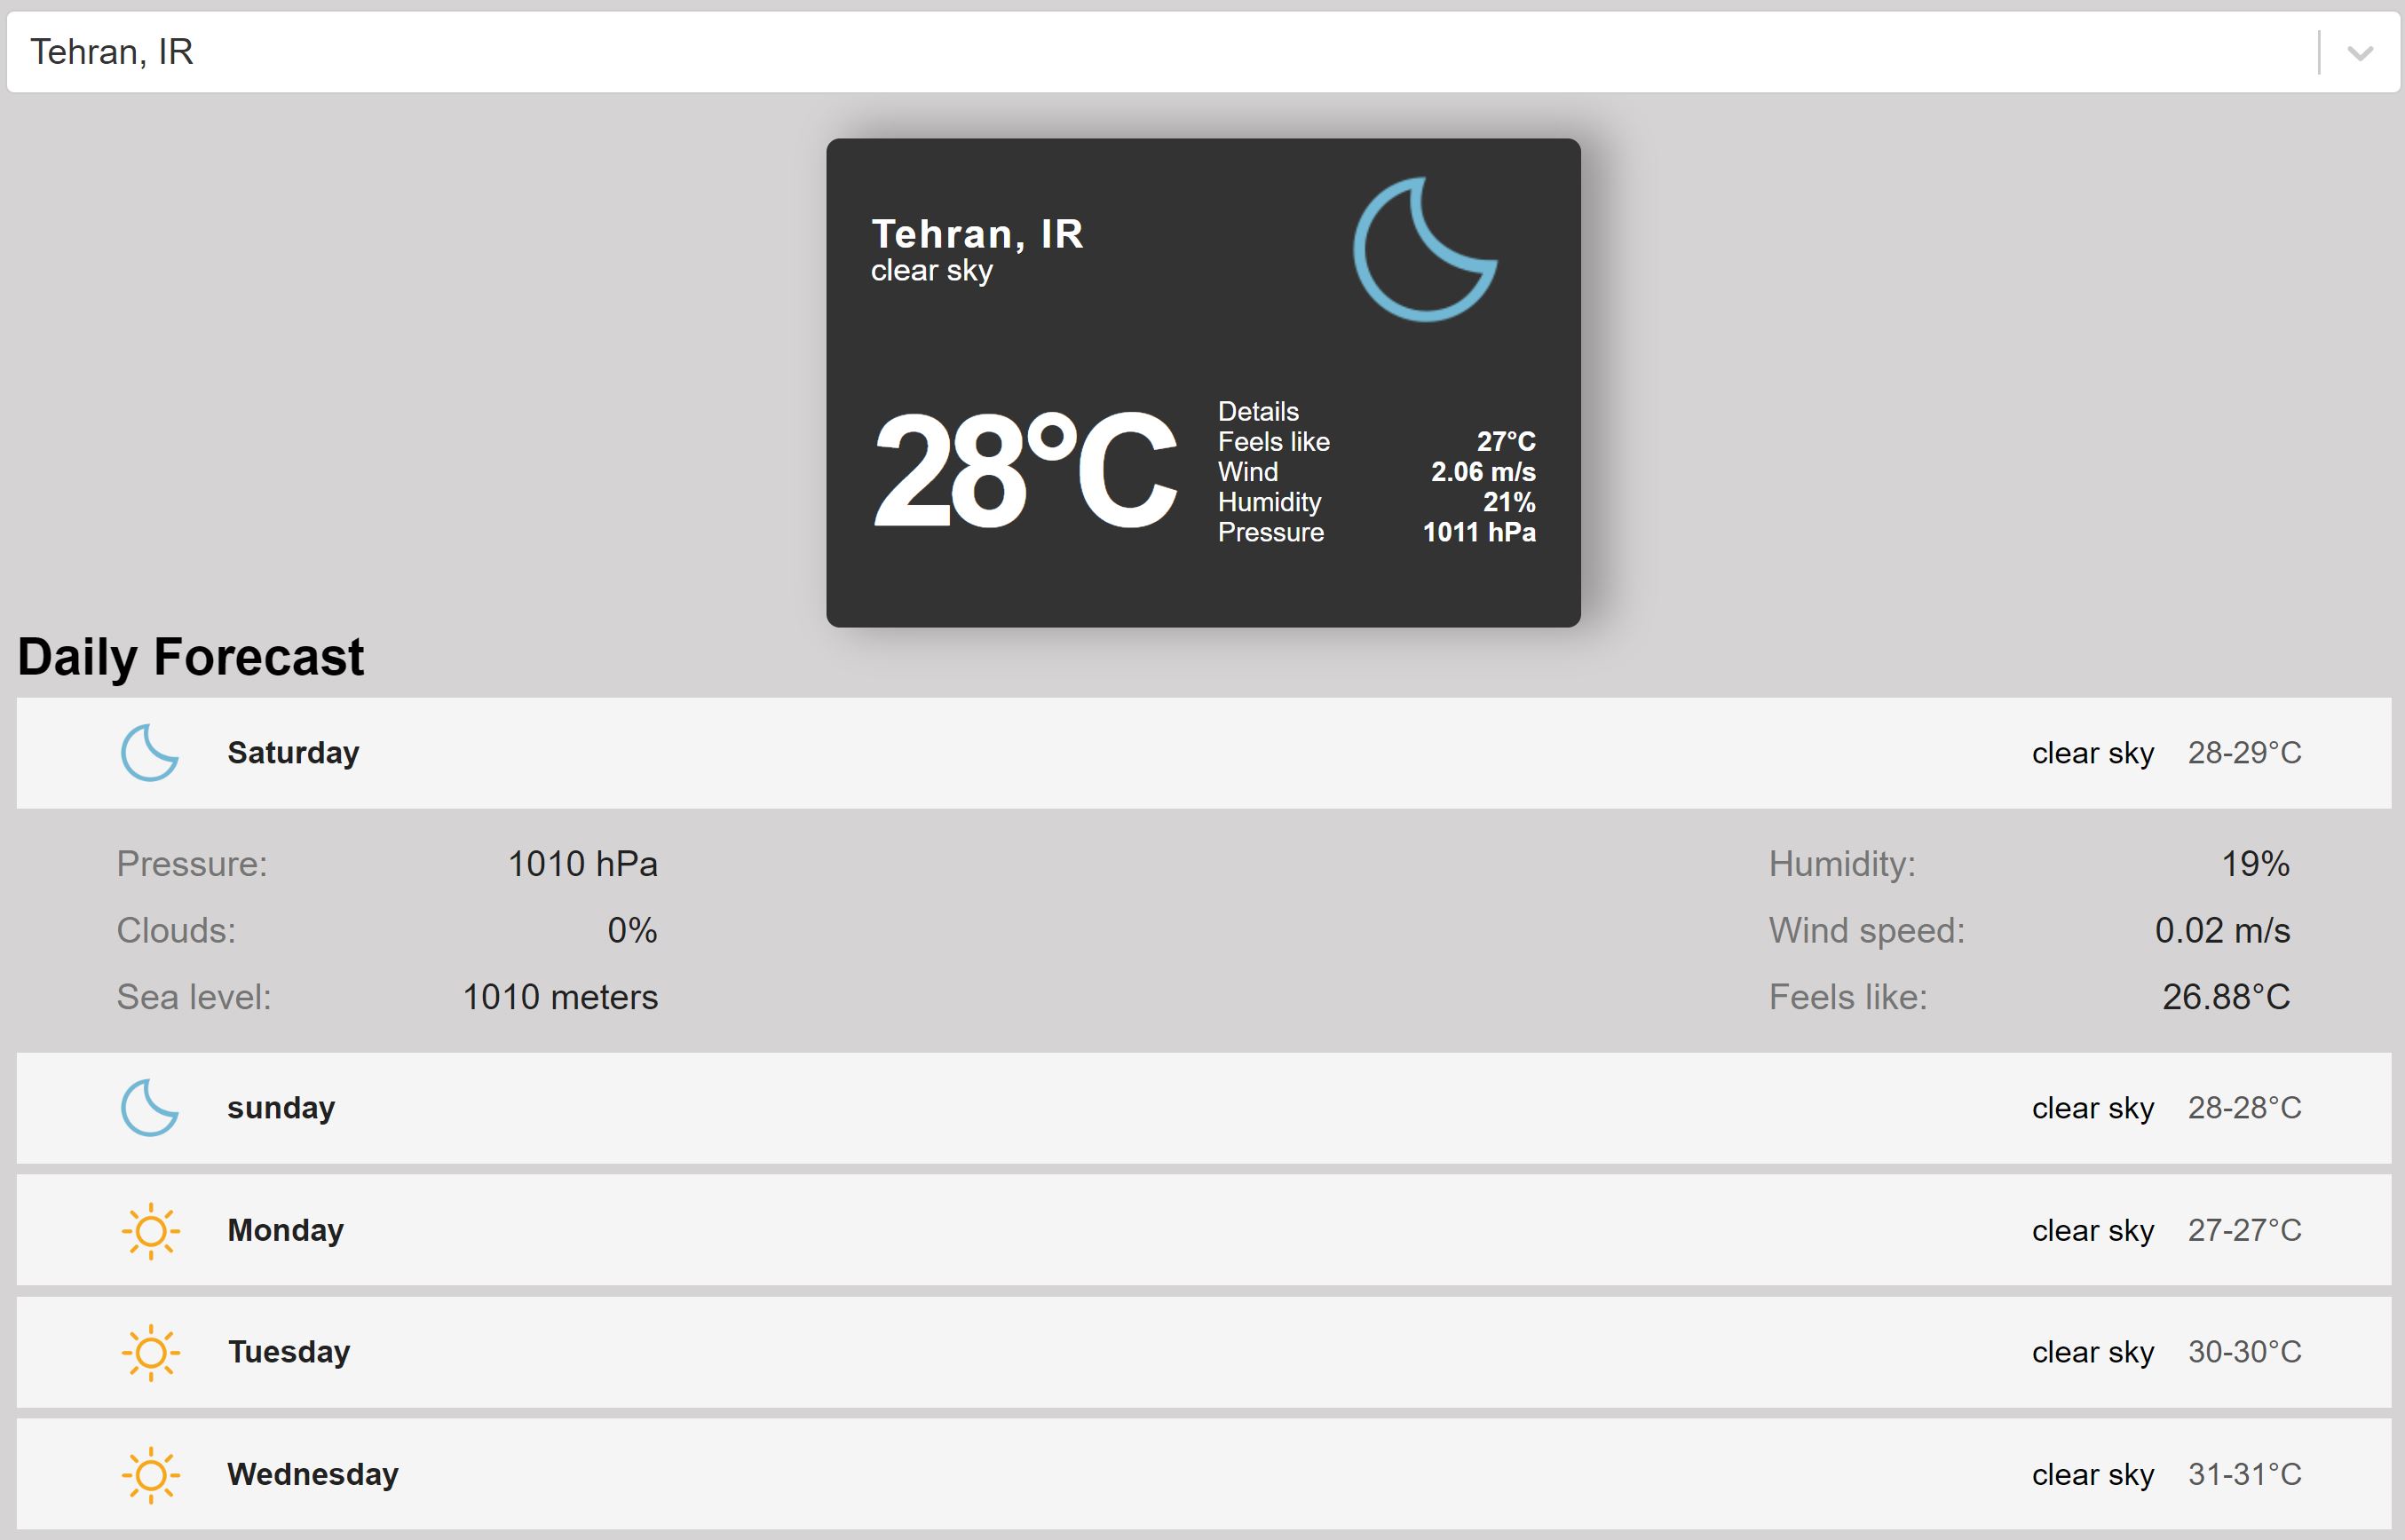 Tehran, IR
Tehran, IR
clear sky
28°C
Details
Feels like 27°C
Wind 2.06 m/s
Humidity 21%
Pressure 1011 hPa
Daily Forecast
Saturday clear sky 28-29°C
Pressure: 1010 hPa Humidity: 19%
Clouds: 0% Wind speed: 0.02 m/s
Sea level: 1010 meters Feels like: 26.88°C
sunday clear sky 28-28°C
Monday clear sky 27-27°C
Tuesday clear sky 30-30°C
Wednesday clear sky 31-31°C